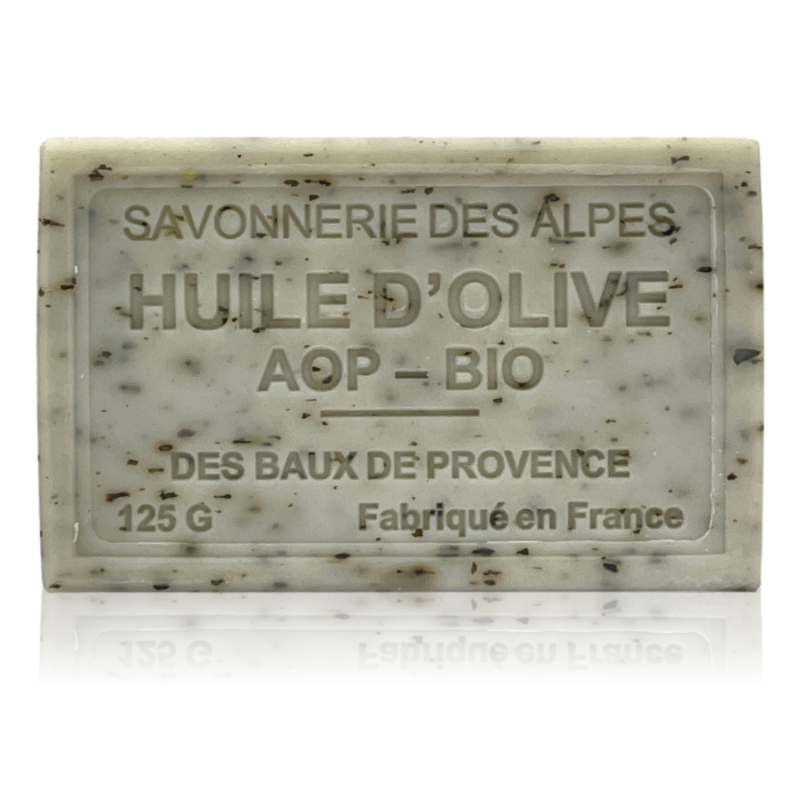 SAVONNERIE DES ALPES
HUILE D'OLIVE
AOP – BIO
DES BAUX DE PROVENCE
125 G Fabriqué en France